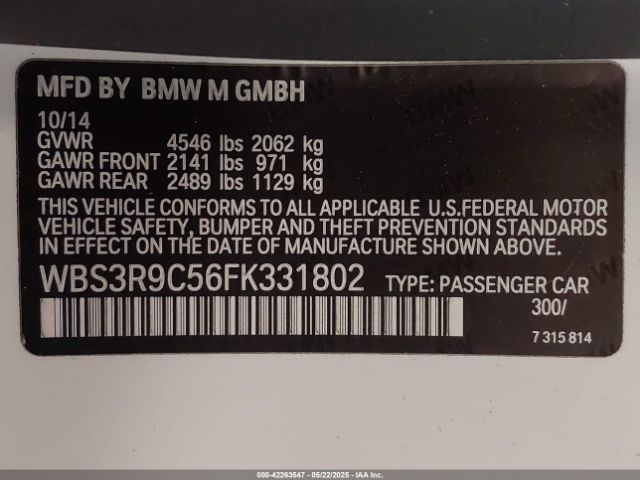 MFD BY BMW M GMBH
10/14
GVWR 4546 lbs 2062 kg
GAWR FRONT 2141 lbs 971 kg
GAWR REAR 2489 lbs 1129 kg
THIS VEHICLE CONFORMS TO ALL APPLICABLE U.S.FEDERAL MOTOR
VEHICLE SAFETY, BUMPER AND THEFT PREVENTION STANDARDS
IN EFFECT ON THE DATE OF MANUFACTURE SHOWN ABOVE.
WBS3R9C56FK331802 TYPE: PASSENGER CAR
300/
7 315 814
000-42263547 - 05/22/2025 - IAAI.CA